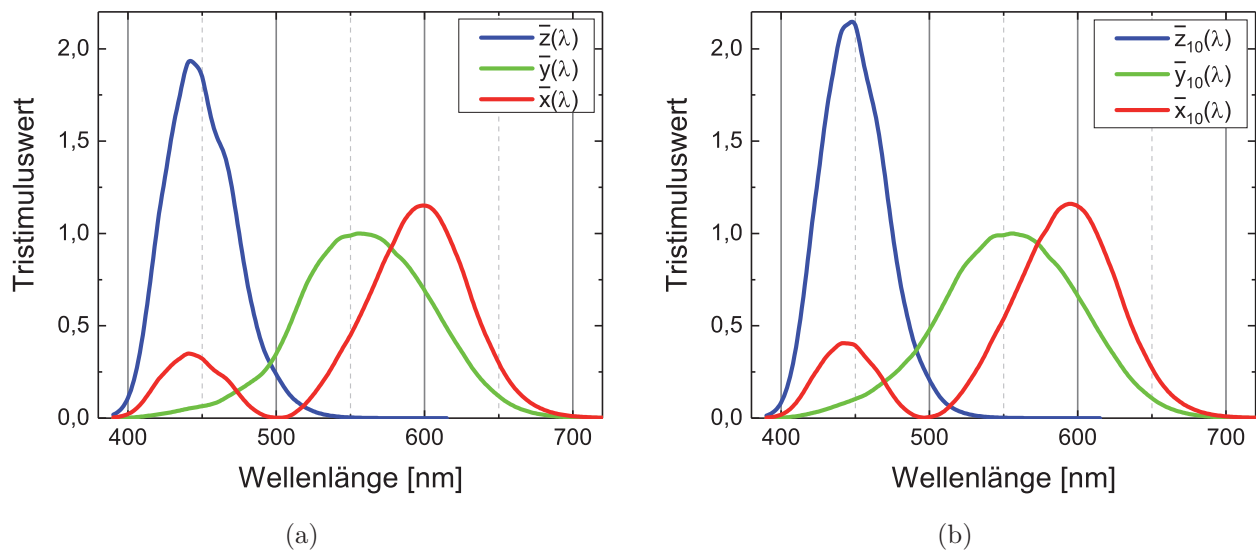 z̄(λ)
ȳ(λ)
x̄(λ)
2,0
1,5
1,0
0,5
0,0
Tristimuluswert
400 500 600 700
Wellenlänge [nm]
(a)
z̄₁₀(λ)
ȳ₁₀(λ)
x̄₁₀(λ)
2,0
1,5
1,0
0,5
0,0
Tristimuluswert
400 500 600 700
Wellenlänge [nm]
(b)